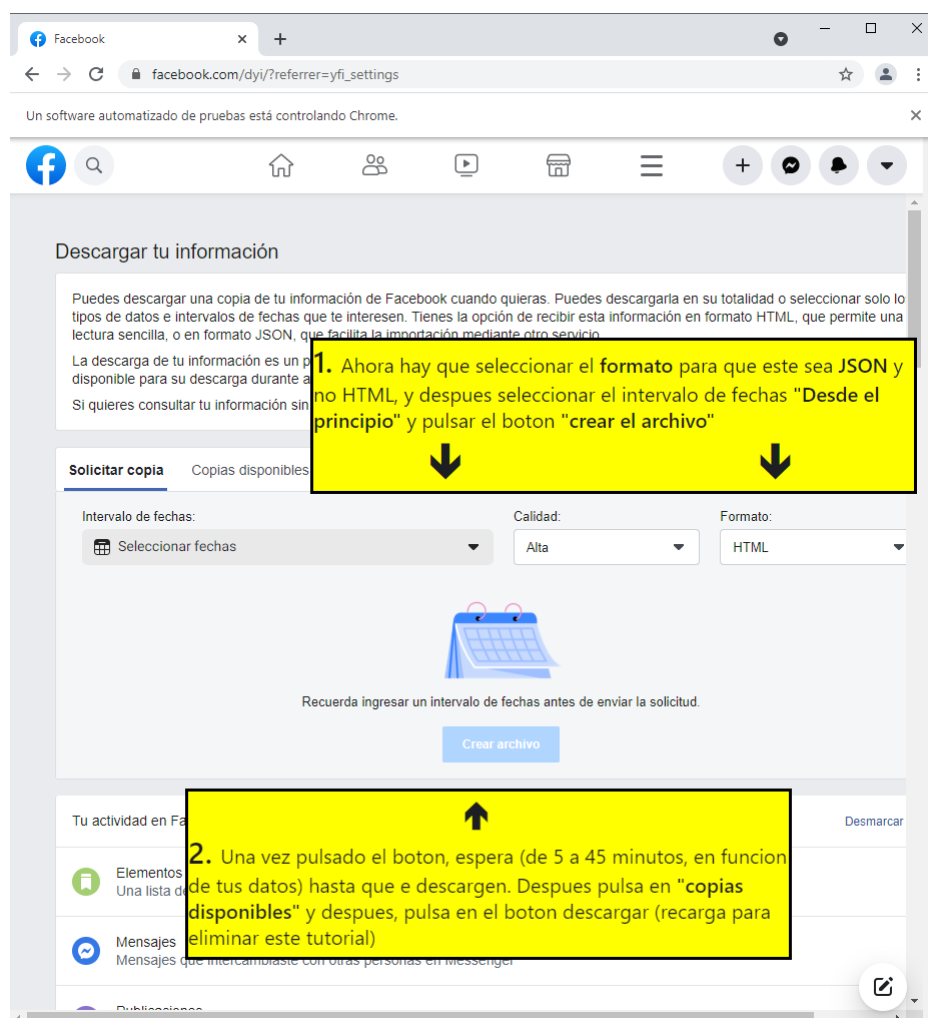 Facebook
facebook.com/dyi/?referrer=yfi_settings
Un software automatizado de pruebas está controlando Chrome.
Descargar tu información
Puedes descargar una copia de tu información de Facebook cuando quieras. Puedes descargarla en su totalidad o seleccionar solo lo
tipos de datos e intervalos de fechas que te interesen. Tienes la opción de recibir esta información en formato HTML, que permite una
lectura sencilla, o en formato JSON, que facilita la importación mediante otro servicio.
La descarga de tu información es un p
disponible para su descarga durante a
Si quieres consultar tu información sin
1. Ahora hay que seleccionar el formato para que este sea JSON y
no HTML, y despues seleccionar el intervalo de fechas "Desde el
principio" y pulsar el boton "crear el archivo"
Solicitar copia Copias disponibles
Intervalo de fechas: Calidad: Formato:
Seleccionar fechas Alta HTML
Recuerda ingresar un intervalo de fechas antes de enviar la solicitud.
Crear archivo
Tu actividad en Fa Desmarcar
2. Una vez pulsado el boton, espera (de 5 a 45 minutos, en funcion
de tus datos) hasta que e descargen. Despues pulsa en "copias
disponibles" y despues, pulsa en el boton descargar (recarga para
eliminar este tutorial)
Elementos
Una lista de
Mensajes
Mensajes que intercambiaste con otras personas en Messenger
Publicaciones